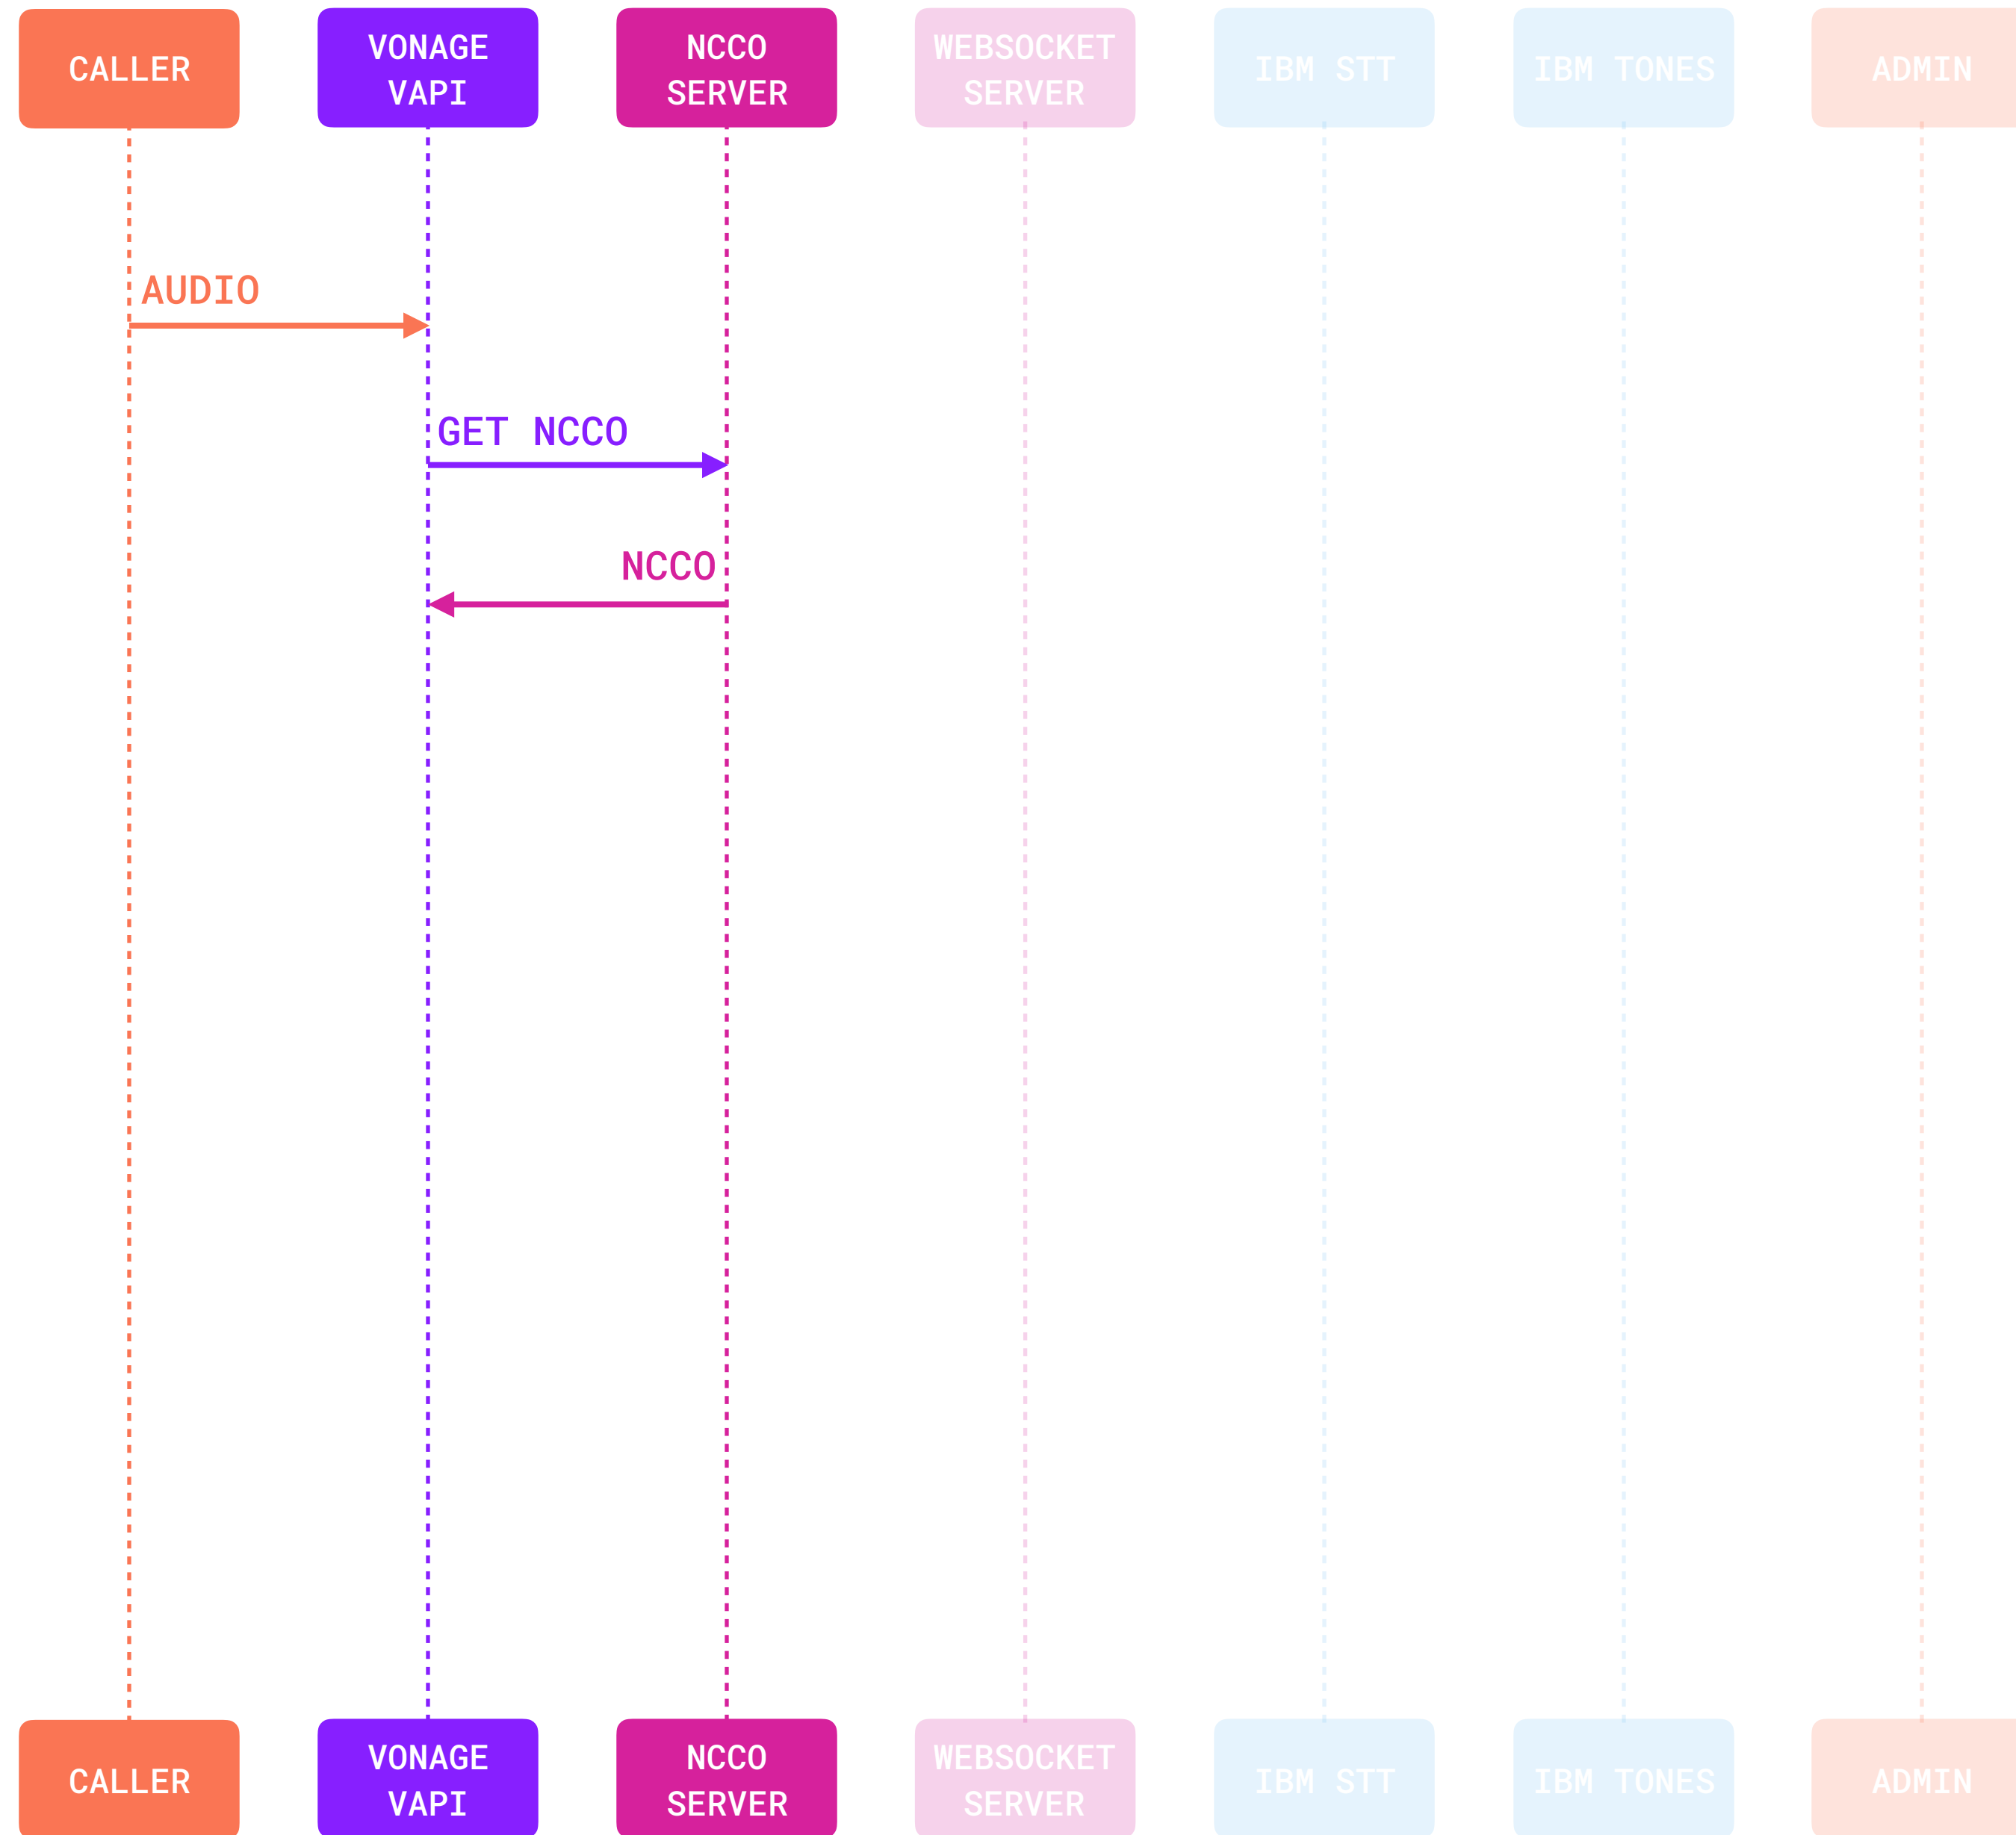 CALLER
VONAGE
VAPI
NCCO
SERVER
WEBSOCKET
SERVER
IBM STT
IBM TONES
ADMIN
AUDIO
GET NCCO
NCCO
CALLER
VONAGE
VAPI
NCCO
SERVER
WEBSOCKET
SERVER
IBM STT
IBM TONES
ADMIN